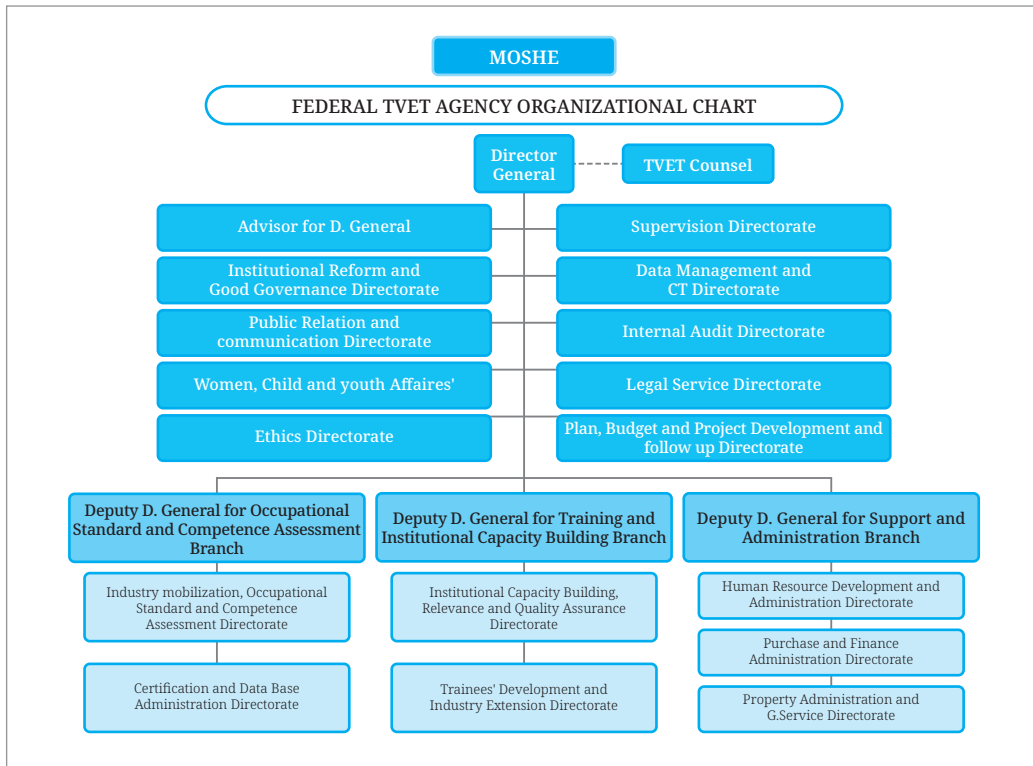 MOSHE
FEDERAL TVET AGENCY ORGANIZATIONAL CHART
Director
General
TVET Counsel
Advisor for D. General
Supervision Directorate
Institutional Reform and
Good Governance Directorate
Data Management and
CT Directorate
Public Relation and
communication Directorate
Internal Audit Directorate
Women, Child and youth Affaires'
Legal Service Directorate
Ethics Directorate
Plan, Budget and Project Development and
follow up Directorate
Deputy D. General for Occupational
Standard and Competence Assessment
Branch
Deputy D. General for Training and
Institutional Capacity Building Branch
Deputy D. General for Support and
Administration Branch
Industry mobilization, Occupational
Standard and Competence
Assessment Directorate
Institutional Capacity Building,
Relevance and Quality Assurance
Directorate
Human Resource Development and
Administration Directorate
Purchase and Finance
Administration Directorate
Certification and Data Base
Administration Directorate
Trainees' Development and
Industry Extension Directorate
Property Administration and
G.Service Directorate